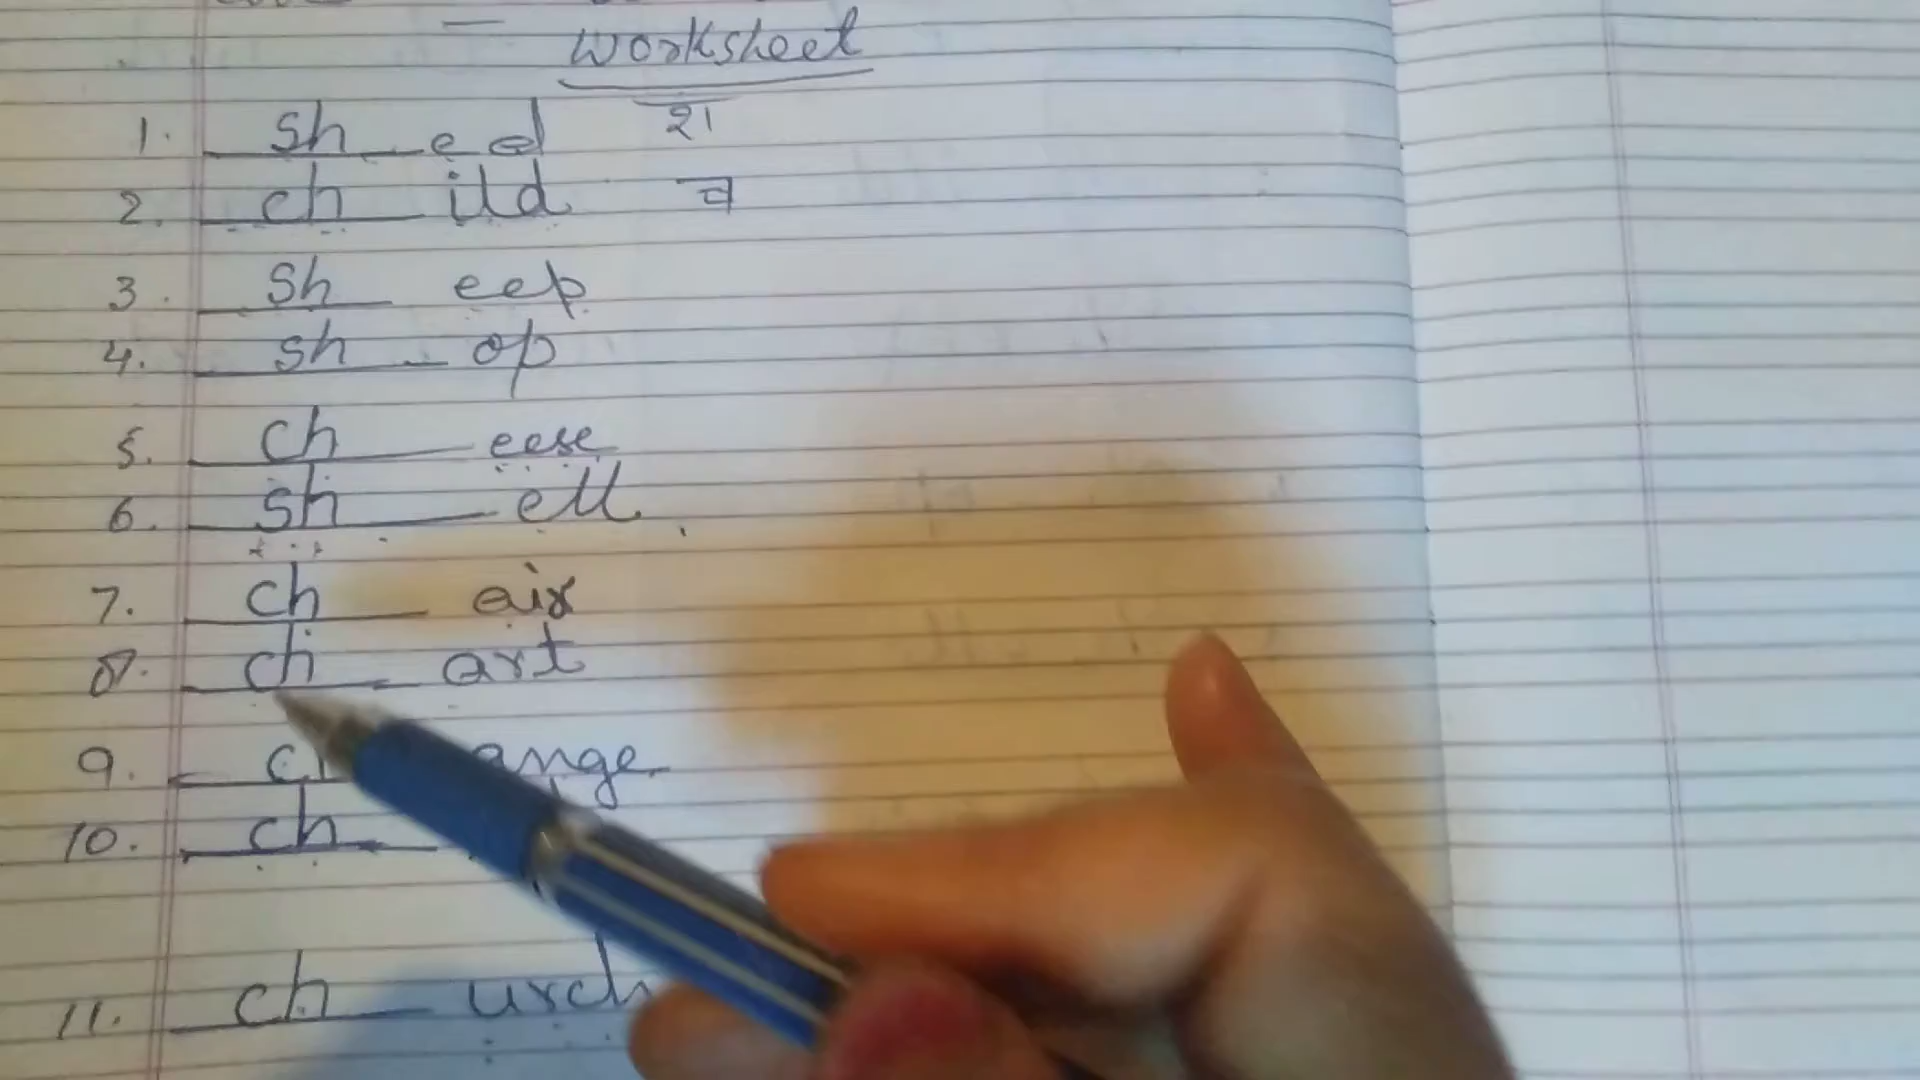 Worksheet
1. sh ed श
2. ch ild च
3. sh eep
4. sh op
5. ch eese
6. sh ell
7. ch air
8. ch art
9. ange
10. ch
11. ch urch